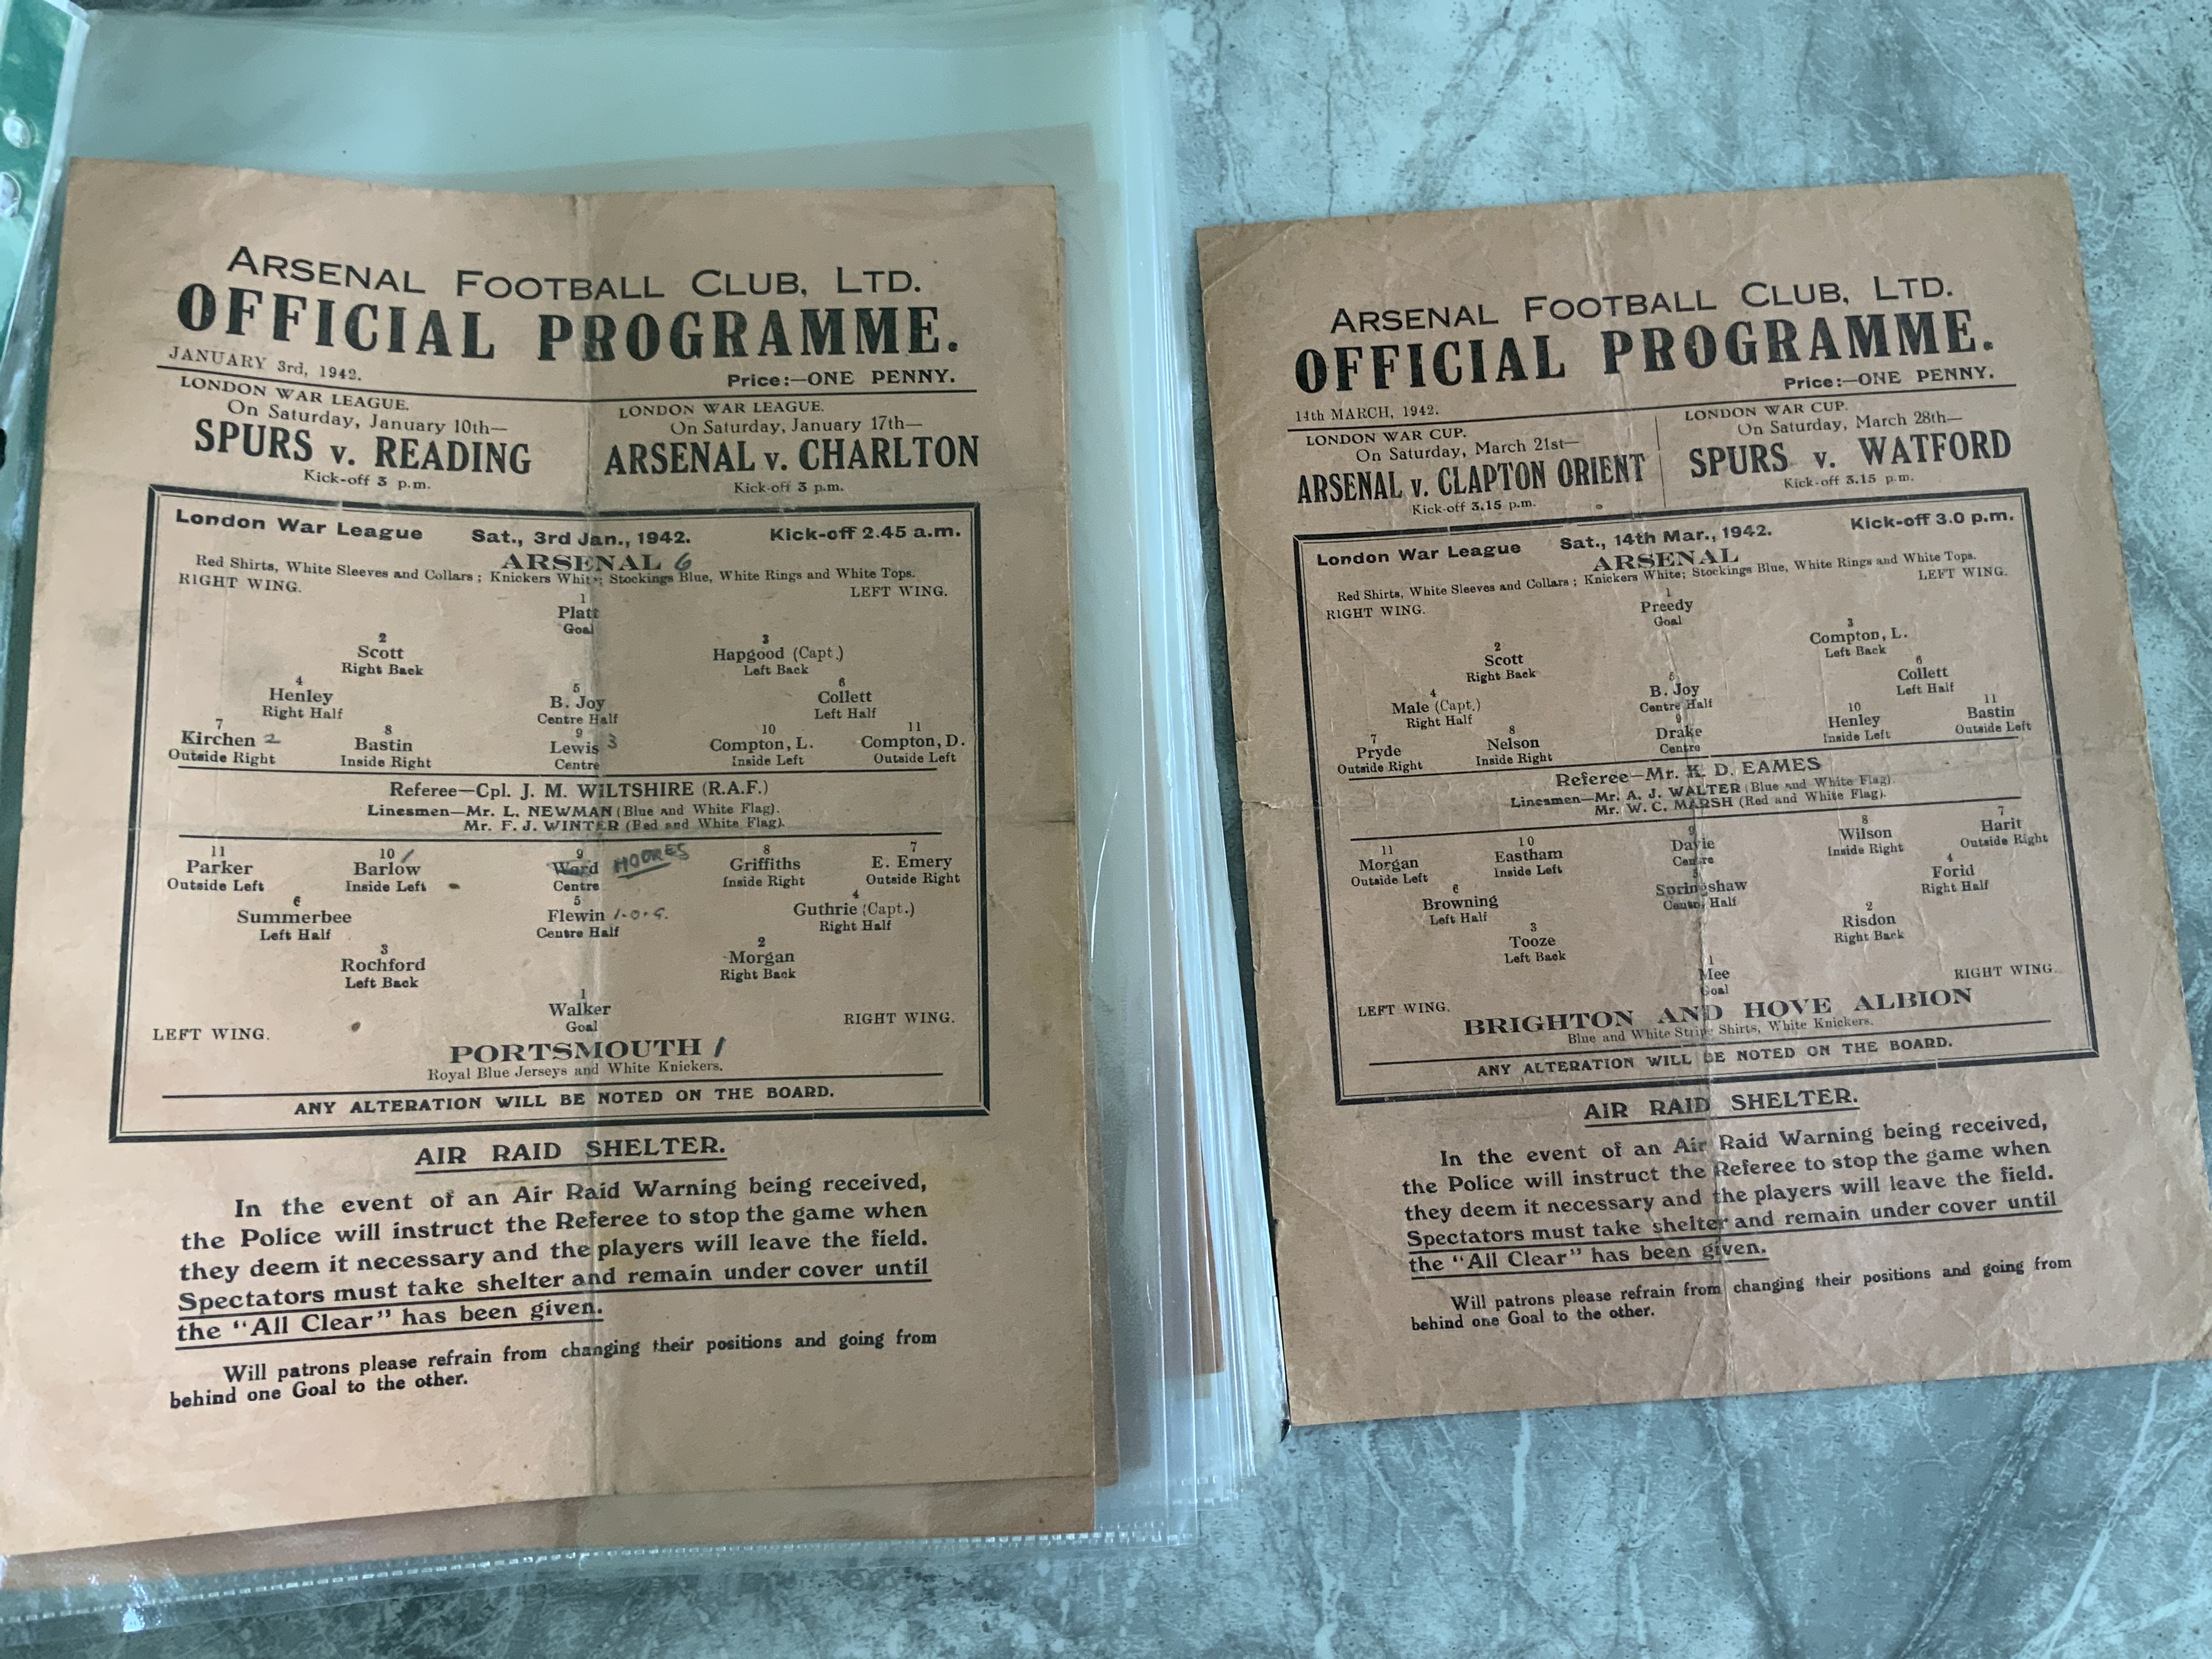 ARSENAL FOOTBALL CLUB, LTD.
OFFICIAL PROGRAMME.
JANUARY 3rd, 1942.
Price:—ONE PENNY.
LONDON WAR LEAGUE.
On Saturday, January 10th—
SPURS v. READING
Kick-off 3 p.m.
LONDON WAR LEAGUE.
On Saturday, January 17th—
ARSENAL v. CHARLTON
Kick-off 3 p.m.
London War League Sat., 3rd Jan., 1942. Kick-off 2.45 a.m.
ARSENAL 6
Red Shirts, White Sleeves and Collars; Knickers White; Stockings Blue, White Rings and White Tops.
RIGHT WING. LEFT WING.
1
Platt
Goal
2 3
Scott Hapgood (Capt.)
Right Back Left Back
4 5 6
Henley B. Joy Collett
Right Half Centre Half Left Half
7 8 9 10 11
Kirchen 2 Bastin Lewis 3 Compton, L. Compton, D.
Outside Right Inside Right Centre Inside Left Outside Left
Referee—Cpl. J. M. WILTSHIRE (R.A.F.)
Linesmen—Mr. L. NEWMAN (Blue and White Flag).
Mr. F. J. WINTER (Red and White Flag).
11 10 9 8 7
Parker Barlow Ward MOORES Griffiths E. Emery
Outside Left Inside Left Centre Inside Right Outside Right
6 5 4
Summerbee Flewin 1.O.G. Guthrie (Capt.)
Left Half Centre Half Right Half
3 2
Rochford Morgan
Left Back Right Back
1
Walker
Goal
LEFT WING. RIGHT WING.
PORTSMOUTH 1
Royal Blue Jerseys and White Knickers.
ANY ALTERATION WILL BE NOTED ON THE BOARD.
AIR RAID SHELTER.
In the event of an Air Raid Warning being received,
the Police will instruct the Referee to stop the game when
they deem it necessary and the players will leave the field.
Spectators must take shelter and remain under cover until
the "All Clear" has been given.
Will patrons please refrain from changing their positions and going from
behind one Goal to the other.
ARSENAL FOOTBALL CLUB, LTD.
OFFICIAL PROGRAMME.
Price:—ONE PENNY.
14th MARCH, 1942.
LONDON WAR CUP.
On Saturday, March 21st—
ARSENAL v. CLAPTON ORIENT
Kick-off 3.15 p.m.
LONDON WAR CUP.
On Saturday, March 28th—
SPURS v. WATFORD
Kick-off 3.15 p.m.
London War League Sat., 14th Mar., 1942. Kick-off 3.0 p.m.
ARSENAL
Red Shirts, White Sleeves and Collars; Knickers White; Stockings Blue, White Rings and White Tops.
RIGHT WING. LEFT WING.
1
Preedy
Goal
2 3
Scott Compton, L.
Right Back Left Back
4 5 6
Male (Capt.) B. Joy Collett
Right Half Centre Half Left Half
7 8 9 10 11
Pryde Nelson Drake Henley Bastin
Outside Right Inside Right Centre Inside Left Outside Left
Referee—Mr. K. D. EAMES
Linesmen—Mr. A. J. WALTER (Blue and White Flag).
Mr. W. C. MARSH (Red and White Flag).
11 10 9 8 7
Morgan Eastham Davie Wilson Harit
Outside Left Inside Left Centre Inside Right Outside Right
6 5 4
Browning Springshaw Forid
Left Half Centre Half Right Half
3 2
Tooze Risdon
Left Back Right Back
1
Mee
Goal
LEFT WING. RIGHT WING.
BRIGHTON AND HOVE ALBION
Blue and White Stripe Shirts, White Knickers.
ANY ALTERATION WILL BE NOTED ON THE BOARD.
AIR RAID SHELTER.
In the event of an Air Raid Warning being received,
the Police will instruct the Referee to stop the game when
they deem it necessary and the players will leave the field.
Spectators must take shelter and remain under cover until
the "All Clear" has been given.
Will patrons please refrain from changing their positions and going from
behind one Goal to the other.